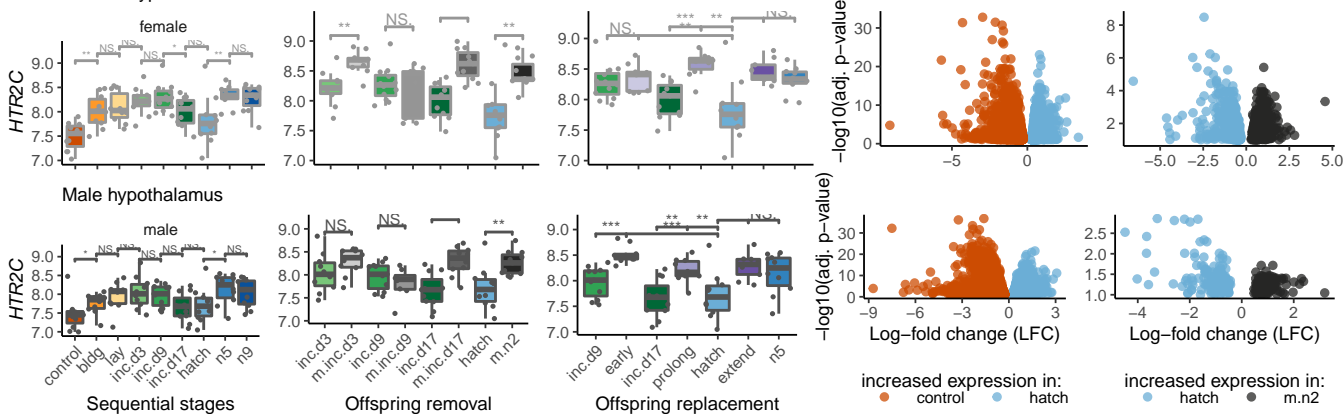 female
HTR2C
9.0
8.5
8.0
7.5
7.0
** NS. NS. NS. * NS. ** NS.
9.0
8.5
8.0
7.5
7.0
** NS.
**
9.0
8.5
8.0
7.5
7.0
NS.
*** **
**
NS.
−log10(adj. p−value)
30
20
10
0
−5 0
8
6
4
2
−5.0 −2.5 0.0 2.5 5.0
Male hypothalamus
male
HTR2C
9.0
8.5
8.0
7.5
7.0
* NS. NS. NS. NS. NS. * NS.
control bldg lay inc.d3 inc.d9 inc.d17 hatch n5 n9
Sequential stages
9.0
8.5
8.0
7.5
7.0
NS. NS. **
inc.d3 m.inc.d3 inc.d9 m.inc.d9 inc.d17 m.inc.d17 hatch m.n2
Offspring removal
9.0
8.5
8.0
7.5
7.0
***
** **
***
NS.
inc.d9 early inc.d17 prolong hatch extend n5
Offspring replacement
−log10(adj. p−value)
30
20
10
0
−9 −6 −3 0 3
Log−fold change (LFC)
2.5
2.0
1.5
1.0
−4 −2 0 2
Log−fold change (LFC)
increased expression in:
control hatch
increased expression in:
hatch m.n2